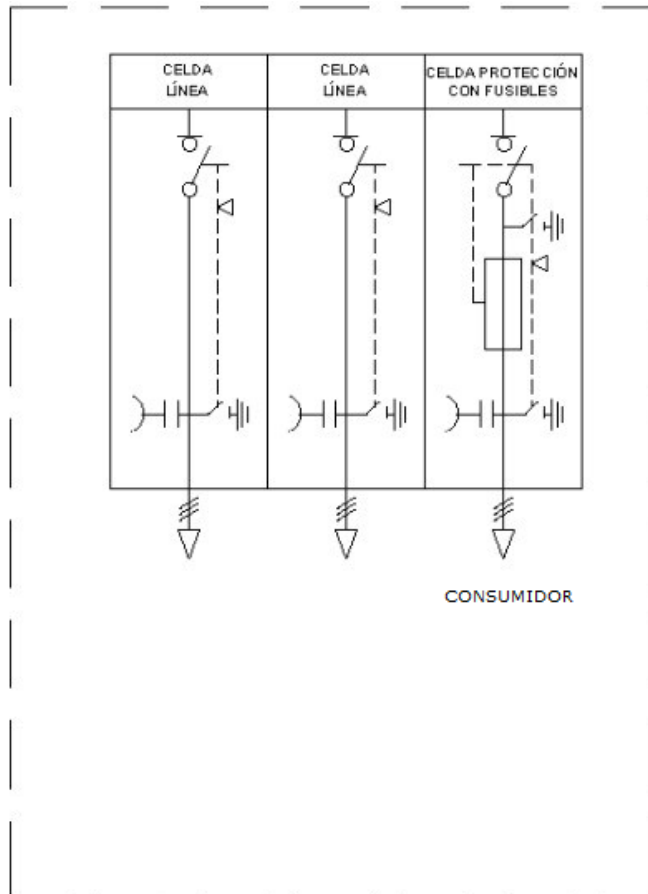 CELDA
LÍNEA
CELDA
LÍNEA
CELDA PROTECCIÓN
CON FUSIBLES
CONSUMIDOR